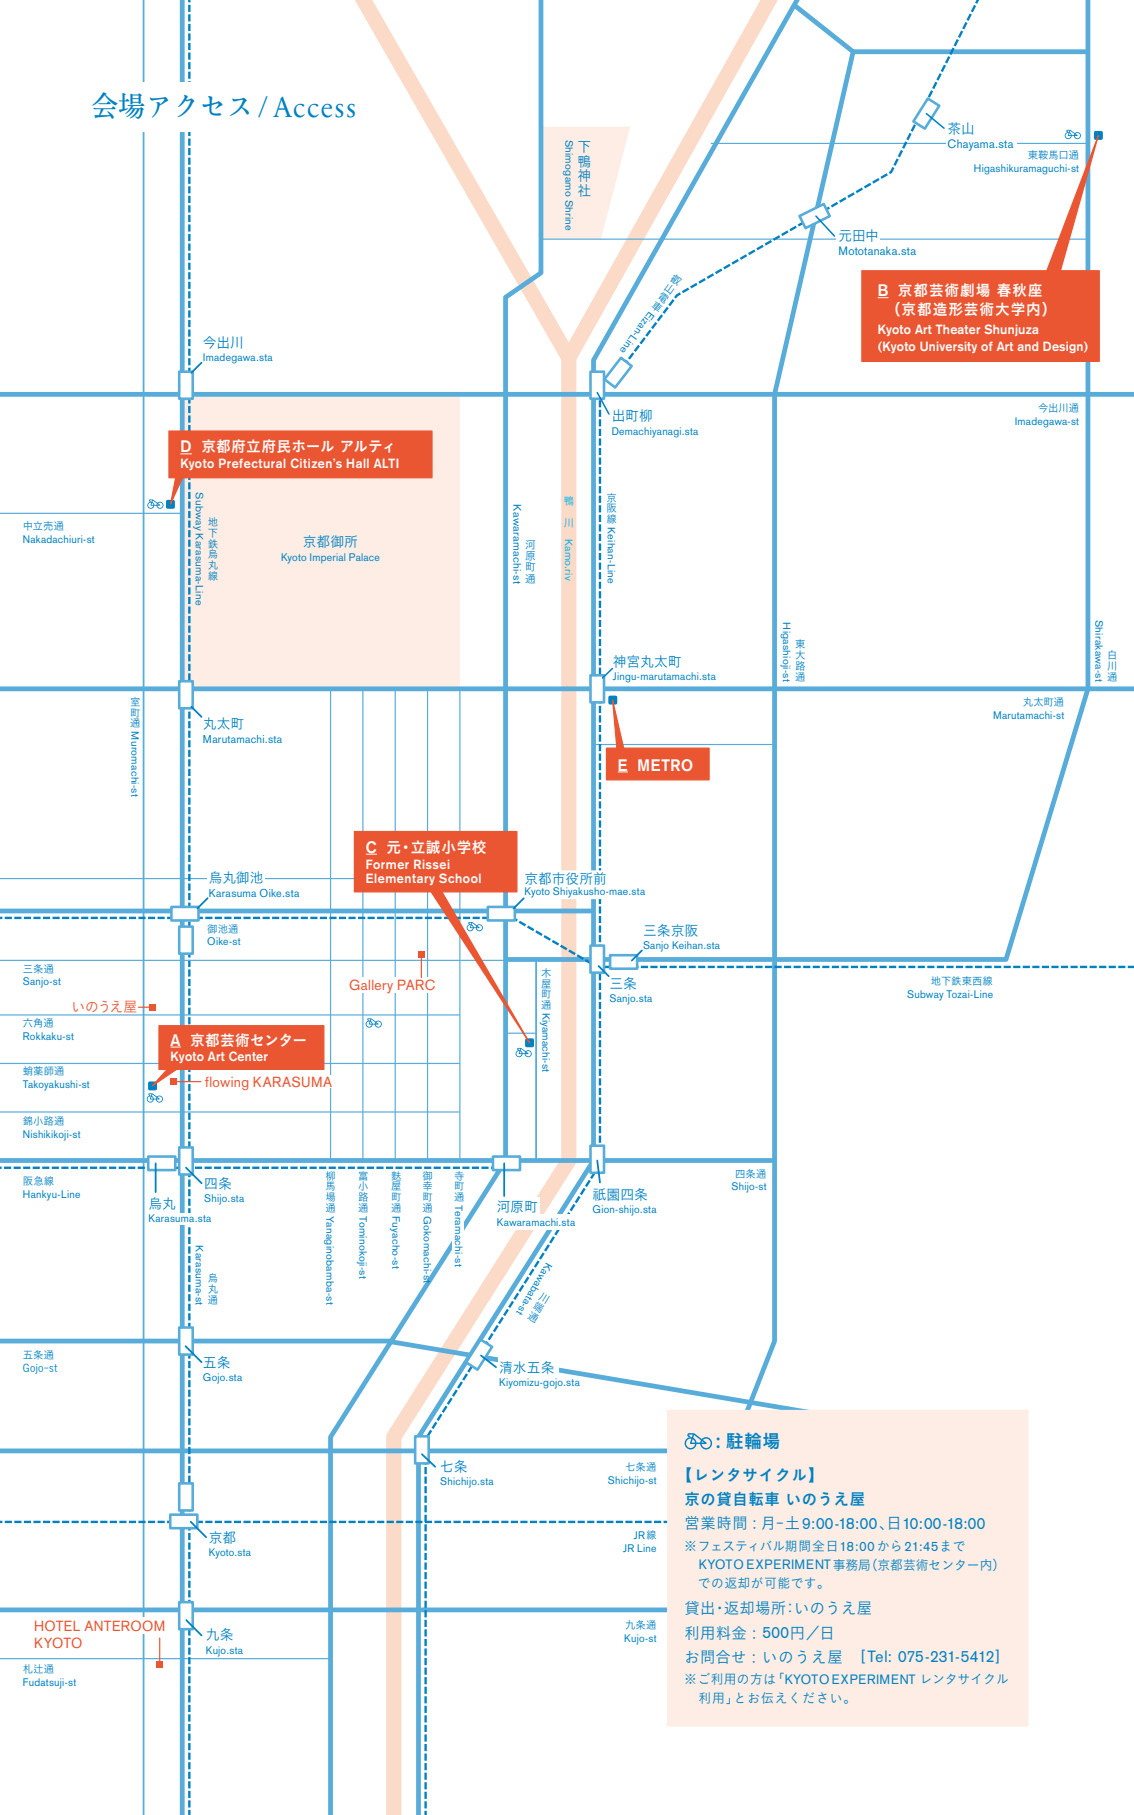 会場アクセス / Access
下鴨神社
Shimogamo Shrine
茶山
Chayama.sta
東鞍馬口通
Higashikuramaguchi-st
元田中
Mototanaka.sta
叡山電車 Eizan-Line
B 京都芸術劇場 春秋座
（京都造形芸術大学内）
Kyoto Art Theater Shunjuza
(Kyoto University of Art and Design)
今出川
Imadegawa.sta
出町柳
Demachiyanagi.sta
今出川通
Imadegawa-st
D 京都府立府民ホール アルティ
Kyoto Prefectural Citizen's Hall ALTI
中立売通
Nakadachiuri-st
地下鉄烏丸線
Subway Karasuma-Line
京都御所
Kyoto Imperial Palace
河原町通
Kawaramachi-st
鴨川 Kamo.riv
京阪線 Keihan-Line
東大路通
Higashioji-st
白川通
Shirakawa-st
神宮丸太町
Jingu-marutamachi.sta
丸太町通
Marutamachi-st
丸太町
Marutamachi.sta
室町通 Muromachi-st
E METRO
C 元・立誠小学校
Former Rissei
Elementary School
烏丸御池
Karasuma Oike.sta
京都市役所前
Kyoto Shiyakusho-mae.sta
御池通
Oike-st
三条京阪
Sanjo Keihan.sta
三条通
Sanjo-st
Gallery PARC
木屋町通 Kiyamachi-st
三条
Sanjo.sta
地下鉄東西線
Subway Tozai-Line
いのうえ屋
六角通
Rokkaku-st
A 京都芸術センター
Kyoto Art Center
蛸薬師通
Takoyakushi-st
flowing KARASUMA
錦小路通
Nishikikoji-st
阪急線
Hankyu-Line
烏丸
Karasuma.sta
四条
Shijo.sta
柳馬場通 Yanaginobamba-st
富小路通 Tominokoji-st
麩屋町通 Fuyacho-st
御幸町通 Gokomachi-st
寺町通 Teramachi-st
河原町
Kawaramachi.sta
祇園四条
Gion-shijo.sta
四条通
Shijo-st
烏丸通
Karasuma-st
川端通
Kawabata-st
五条通
Gojo-st
五条
Gojo.sta
清水五条
Kiyomizu-gojo.sta
七条
Shichijo.sta
七条通
Shichijo-st
京都
Kyoto.sta
JR線
JR Line
HOTEL ANTEROOM
KYOTO
九条
Kujo.sta
九条通
Kujo-st
札辻通
Fudatsuji-st
：駐輪場
【レンタサイクル】
京の貸自転車 いのうえ屋
営業時間：月−土9:00-18:00、日10:00-18:00
※フェスティバル期間全日18:00から21:45まで
KYOTO EXPERIMENT事務局（京都芸術センター内）
での返却が可能です。
貸出・返却場所：いのうえ屋
利用料金：500円／日
お問合せ：いのうえ屋 ［Tel: 075-231-5412］
※ご利用の方は「KYOTO EXPERIMENT レンタサイクル
利用」とお伝えください。